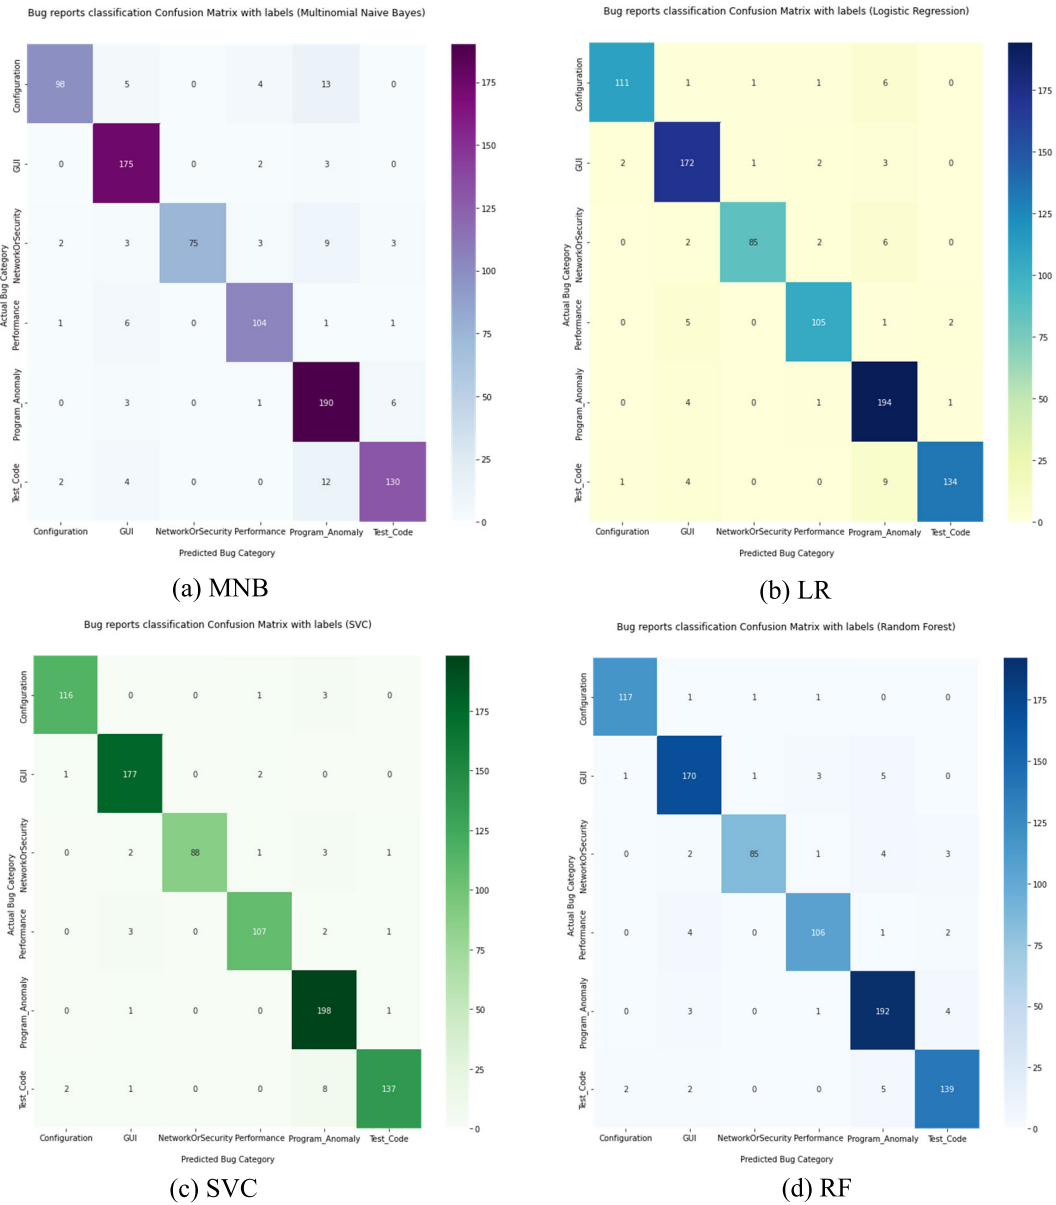 Bug reports classification Confusion Matrix with labels (Multinomial Naive Bayes)
Actual Bug Category
Configuration 98 5 0 4 13 0
GUI 0 175 0 2 3 0
NetworkOrSecurity 2 3 75 3 9 3
Performance 1 6 0 104 1 1
Program_Anomaly 0 3 0 1 190 6
Test_Code 2 4 0 0 12 130
Configuration GUI NetworkOrSecurity Performance Program_Anomaly Test_Code
Predicted Bug Category
175
150
125
100
75
50
25
0
(a) MNB
Bug reports classification Confusion Matrix with labels (Logistic Regression)
Actual Bug Category
Configuration 111 1 1 1 6 0
GUI 2 172 1 2 3 0
NetworkOrSecurity 0 2 85 2 6 0
Performance 0 5 0 105 1 2
Program_Anomaly 0 4 0 1 194 1
Test_Code 1 4 0 0 9 134
Configuration GUI NetworkOrSecurity Performance Program_Anomaly Test_Code
Predicted Bug Category
175
150
125
100
75
50
25
0
(b) LR
Bug reports classification Confusion Matrix with labels (SVC)
Actual Bug Category
Configuration 116 0 0 1 3 0
GUI 1 177 0 2 0 0
NetworkOrSecurity 0 2 88 1 3 1
Performance 0 3 0 107 2 1
Program_Anomaly 0 1 0 0 198 1
Test_Code 2 1 0 0 8 137
Configuration GUI NetworkOrSecurity Performance Program_Anomaly Test_Code
Predicted Bug Category
175
150
125
100
75
50
25
0
(c) SVC
Bug reports classification Confusion Matrix with labels (Random Forest)
Actual Bug Category
Configuration 117 1 1 1 0 0
GUI 1 170 1 3 5 0
NetworkOrSecurity 0 2 85 1 4 3
Performance 0 4 0 106 1 2
Program_Anomaly 0 3 0 1 192 4
Test_Code 2 2 0 0 5 139
Configuration GUI NetworkOrSecurity Performance Program_Anomaly Test_Code
Predicted Bug Category
175
150
125
100
75
50
25
0
(d) RF